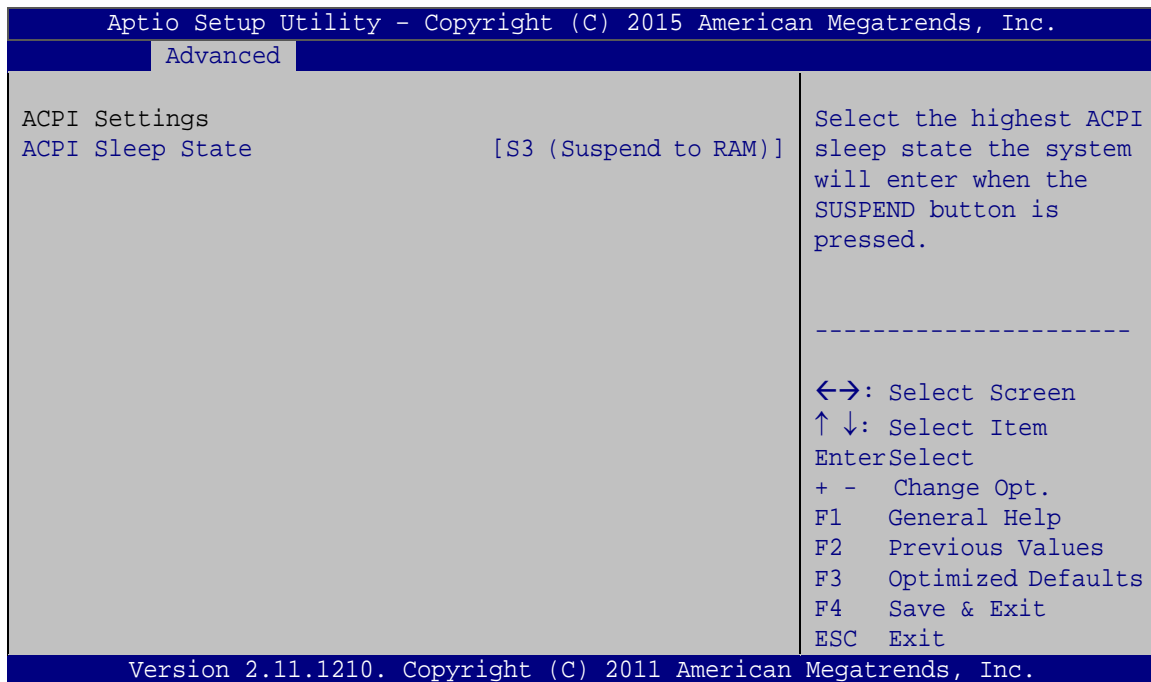 Aptio Setup Utility – Copyright (C) 2015 American Megatrends, Inc.
Advanced
ACPI Settings
ACPI Sleep State [S3 (Suspend to RAM)]
Select the highest ACPI
sleep state the system
will enter when the
SUSPEND button is
pressed.
----------------------
←→: Select Screen
↑ ↓: Select Item
EnterSelect
+ - Change Opt.
F1 General Help
F2 Previous Values
F3 Optimized Defaults
F4 Save & Exit
ESC Exit
Version 2.11.1210. Copyright (C) 2011 American Megatrends, Inc.